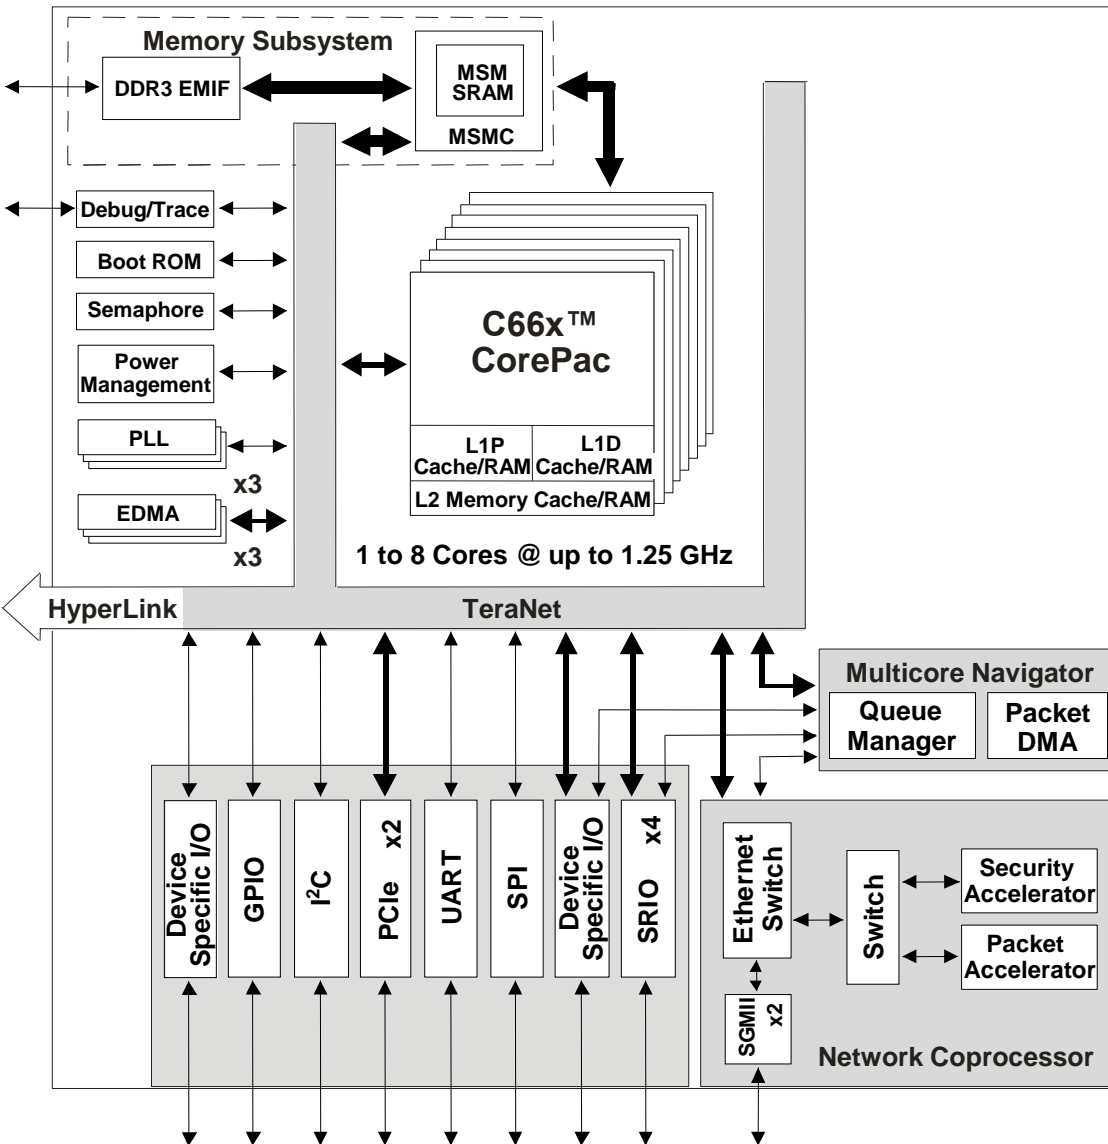 Memory Subsystem
DDR3 EMIF
MSM
SRAM
MSMC
Debug/Trace
Boot ROM
Semaphore
Power
Management
PLL
x3
EDMA
x3
C66x™
CorePac
L1P
Cache/RAM
L1D
Cache/RAM
L2 Memory Cache/RAM
1 to 8 Cores @ up to 1.25 GHz
HyperLink
TeraNet
Multicore Navigator
Queue
Manager
Packet
DMA
Device
Specific I/O
GPIO
I²C
PCIe x2
UART
SPI
Device
Specific I/O
SRIO x4
Ethernet
Switch
Switch
Security
Accelerator
Packet
Accelerator
SGMII
x2
Network Coprocessor